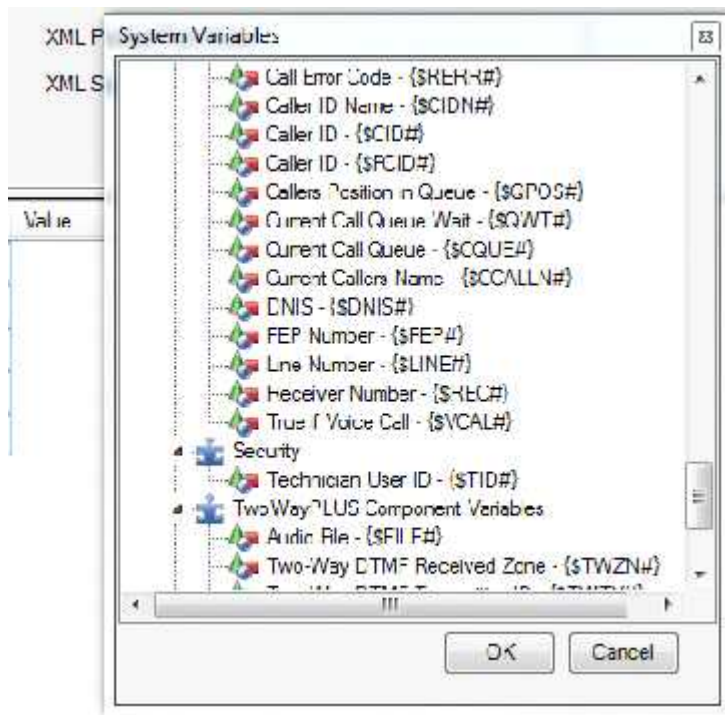 XML P
System Variables
XML S
Call Error Code - {$RERR#}
Caller ID Name - {$CIDN#}
Caller ID - {$CID#}
Caller ID - {$FCID#}
Callers Position in Queue - {$GPOS#}
Value
Current Call Queue Wait - {$QWT#}
Current Call Queue - {$CQUE#}
Current Callers Name - {$CCALLN#}
DNIS - {$DNIS#}
FEP Number - {$FEP#}
Line Number - {$LINE#}
Receiver Number - {$REC#}
True if Voice Call - {$VCAL#}
Security
Technician User ID - {$TID#}
TwoWayPLUS Component Variables
Audio File - {$FILE#}
Two-Way DTMF Received Zone - {$TWZN#}
OK
Cancel